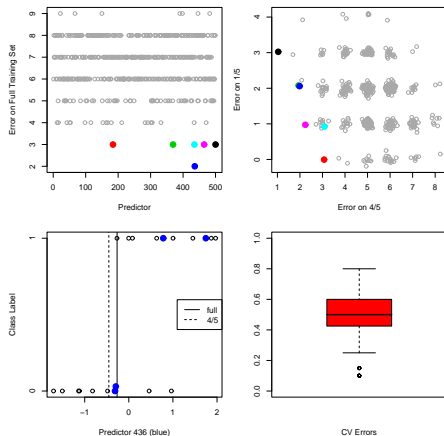 Error on Full Training Set
9
8
7
6
5
4
3
2
0 100 200 300 400 500
Predictor
Error on 1/5
5
4
3
2
1
0
1 2 3 4 5 6 7 8
Error on 4/5
Class Label
1
0
full
4/5
−1 0 1 2
Predictor 436 (blue)
1.0
0.8
0.6
0.4
0.2
0.0
CV Errors